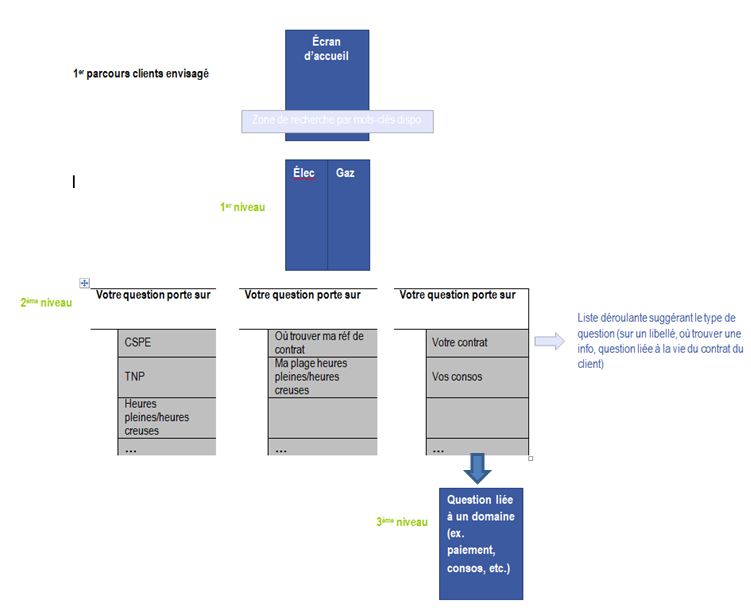 Écran
d'accueil
1er parcours clients envisagé
Zone de recherche par mots-clés dispo
Élec
Gaz
1er niveau
2ème niveau
Votre question porte sur
CSPE
TNP
Heures
pleines/heures
creuses
...
Votre question porte sur
Où trouver ma réf de
contrat
Ma plage heures
pleines/heures
creuses
...
Votre question porte sur
Votre contrat
Vos consos
...
Liste déroulante suggérant le type de
question (sur un libellé, où trouver une
info, question liée à la vie du contrat du
client)
3ème niveau
Question liée
à un domaine
(ex.
paiement,
consos, etc.)